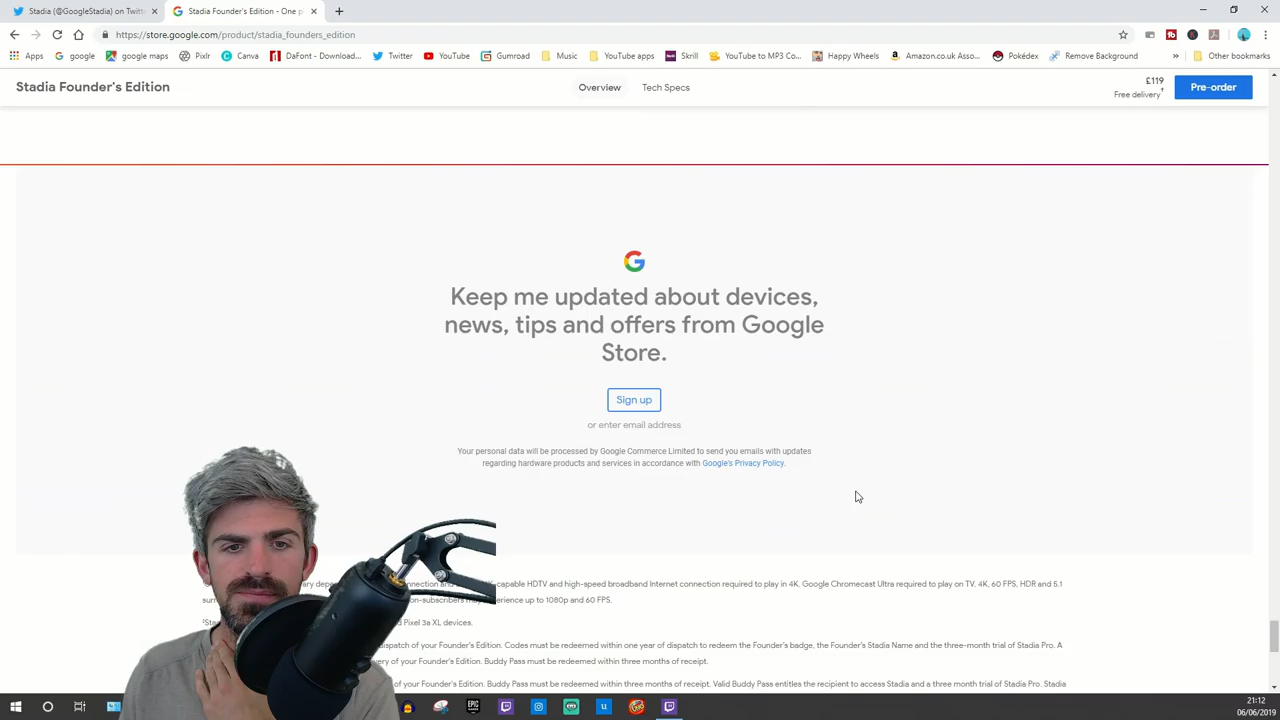 Stadia (@GoogleStadia) on Twitt
Stadia Founder's Edition - One p
https://store.google.com/product/stadia_founders_edition
Apps
google
google maps
Pixlr
Canva
DaFont - Download...
Twitter
YouTube
Gumroad
Music
YouTube apps
Skrill
YouTube to MP3 Co...
Happy Wheels
Amazon.co.uk Asso...
Pokédex
Remove Background
»
Other bookmarks
Stadia Founder's Edition
Overview
Tech Specs
£119
Free delivery
Pre-order
Keep me updated about devices,
news, tips and offers from Google
Store.
Sign up
or enter email address
Your personal data will be processed by Google Commerce Limited to send you emails with updates
regarding hardware products and services in accordance with Google's Privacy Policy.
-capable HDTV and high-speed broadband Internet connection required to play in 4K. Google Chromecast Ultra required to play on TV. 4K, 60 FPS, HDR and 5.1
erience up to 1080p and 60 FPS.
d Pixel 3a XL devices.
ispatch of your Founder's Edition. Codes must be redeemed within one year of dispatch to redeem the Founder's badge, the Founder's Stadia Name and the three-month trial of Stadia Pro. A
very of your Founder's Edition. Buddy Pass must be redeemed within three months of receipt.
of your Founder's Edition. Buddy Pass must be redeemed within three months of receipt. Valid Buddy Pass entitles the recipient to access Stadia and a three month trial of Stadia Pro. Stadia
EPIC
21:12
06/06/2019